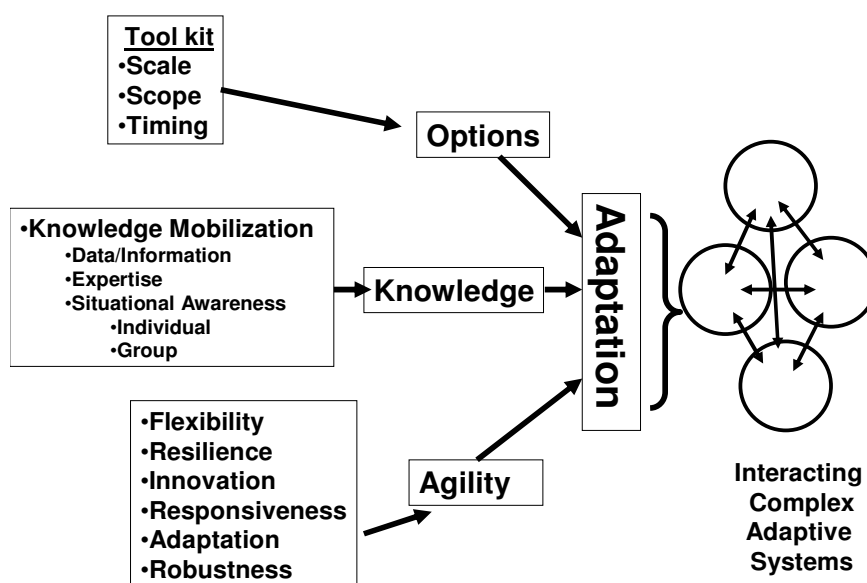 Tool kit
•Scale
•Scope
•Timing
Options
•Knowledge Mobilization
•Data/Information
•Expertise
•Situational Awareness
•Individual
•Group
Knowledge
•Flexibility
•Resilience
•Innovation
•Responsiveness
•Adaptation
•Robustness
Agility
Adaptation
Interacting
Complex
Adaptive
Systems